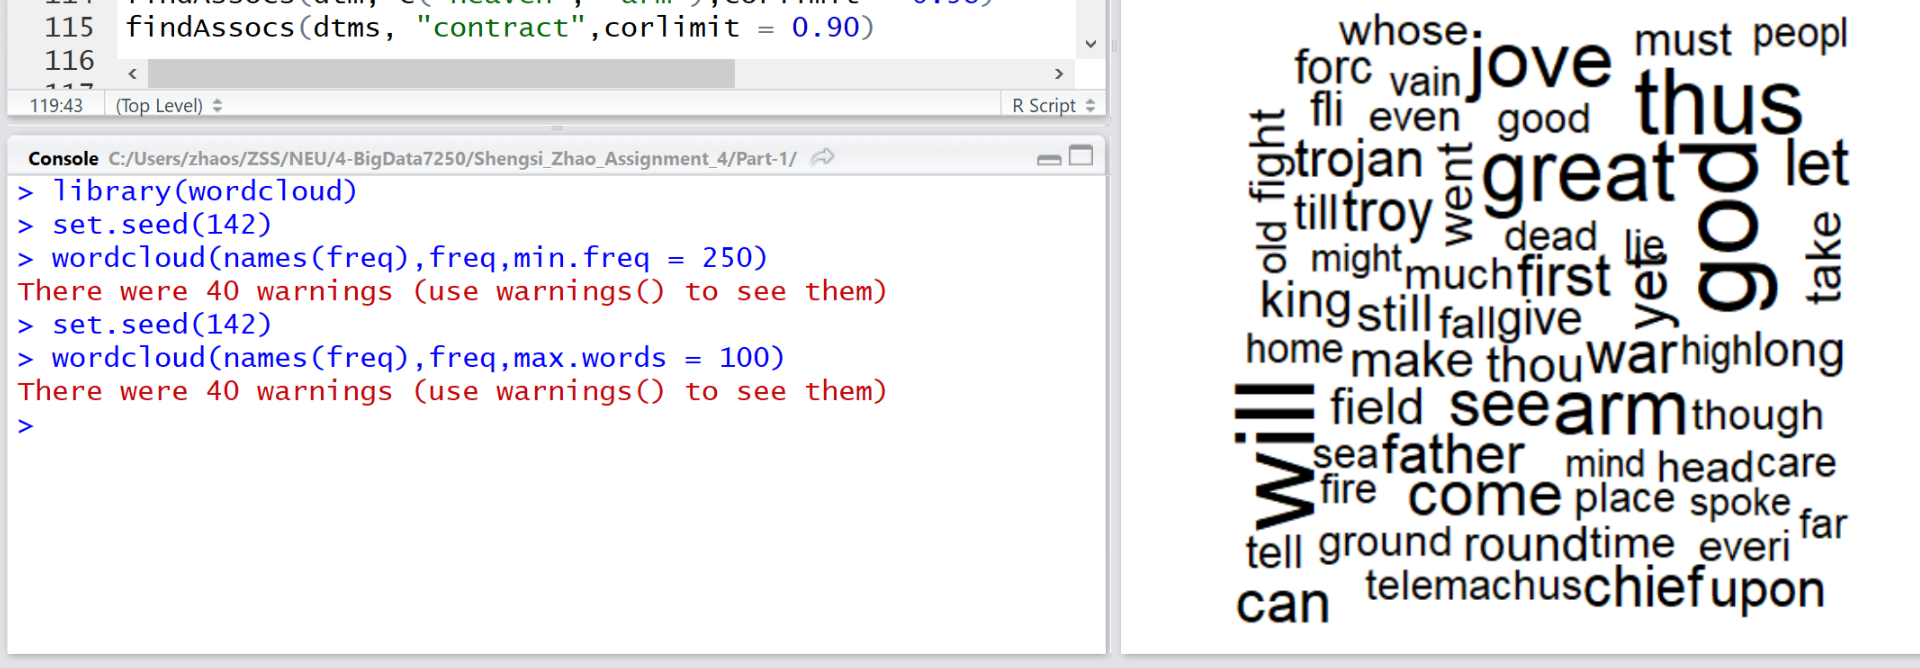 115 findAssocs(dtms, "contract",corlimit = 0.90)
116
119:43 (Top Level) R Script
Console C:/Users/zhaos/ZSS/NEU/4-BigData7250/Shengsi_Zhao_Assignment_4/Part-1/
> library(wordcloud)
> set.seed(142)
> wordcloud(names(freq),freq,min.freq = 250)
There were 40 warnings (use warnings() to see them)
> set.seed(142)
> wordcloud(names(freq),freq,max.words = 100)
There were 40 warnings (use warnings() to see them)
>
whose must peopl
forc vain jove
fli even good thus
fight trojan went great god let
old till troy
dead lie take
might much first yet
king still fall give
home make thou war high long
will field see arm though
sea father mind head care
fire come place spoke
far
tell ground round time everi
can telemachus chief upon